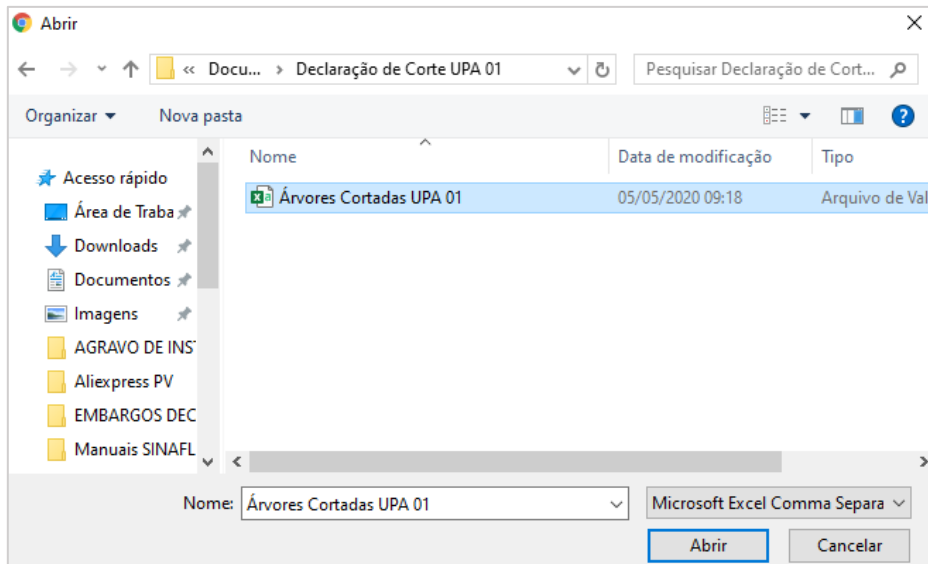 Abrir
« Docu... › Declaração de Corte UPA 01
Pesquisar Declaração de Cort...
Organizar Nova pasta
Nome Data de modificação Tipo
Acesso rápido
Árvores Cortadas UPA 01 05/05/2020 09:18 Arquivo de Val
Área de Traba
Downloads
Documentos
Imagens
AGRAVO DE INS
Aliexpress PV
EMBARGOS DEC
Manuais SINAFL
Nome: Árvores Cortadas UPA 01 Microsoft Excel Comma Separa
Abrir Cancelar